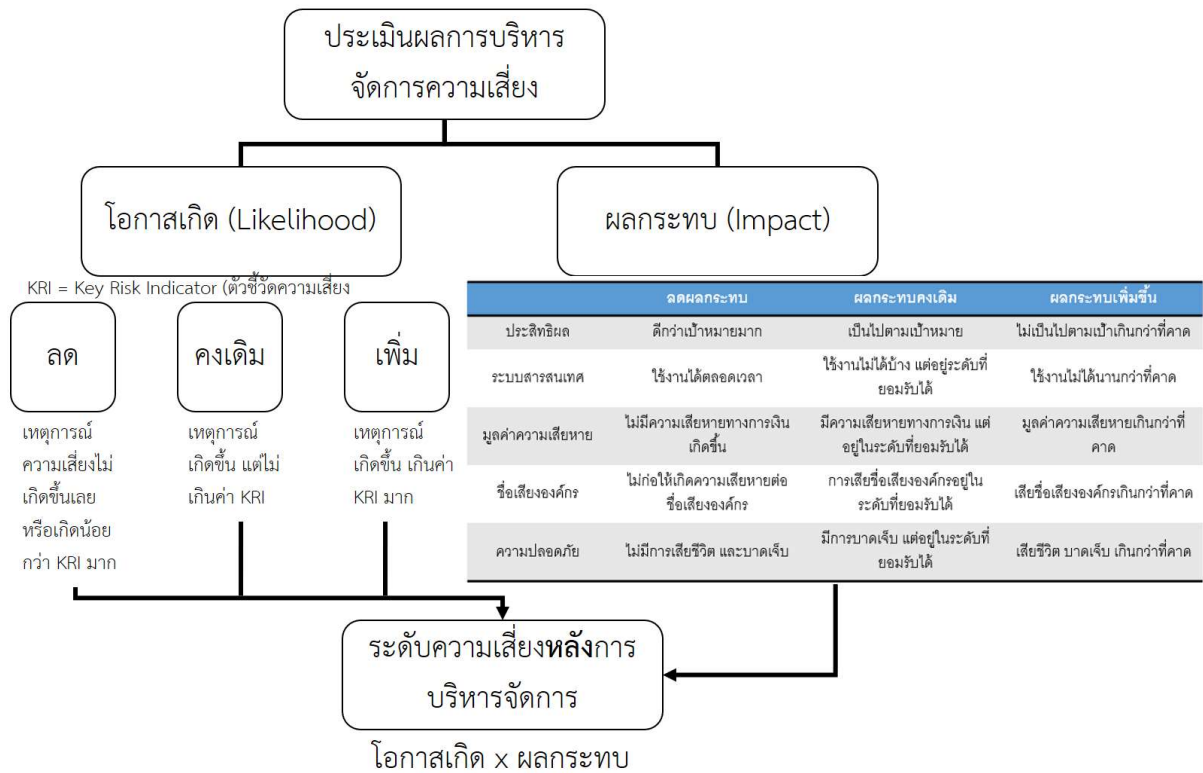 ประเมินผลการบริหาร
จัดการความเสี่ยง
โอกาสเกิด (Likelihood)
ผลกระทบ (Impact)
KRI = Key Risk Indicator (ตัวชี้วัดความเสี่ยง
ลด
คงเดิม
เพิ่ม
เหตุการณ์
ความเสี่ยงไม่
เกิดขึ้นเลย
หรือเกิดน้อย
กว่า KRI มาก
เหตุการณ์
เกิดขึ้น แต่ไม่
เกินค่า KRI
เหตุการณ์
เกิดขึ้น เกินค่า
KRI มาก
ลดผลกระทบ ผลกระทบคงเดิม ผลกระทบเพิ่มขึ้น
ประสิทธิผล ดีกว่าเป้าหมายมาก เป็นไปตามเป้าหมาย ไม่เป็นไปตามเป้าเกินกว่าที่คาด
ระบบสารสนเทศ ใช้งานได้ตลอดเวลา
ใช้งานไม่ได้บ้าง แต่อยู่ระดับที่
ยอมรับได้
ใช้งานไม่ได้นานกว่าที่คาด
มูลค่าความเสียหาย
ไม่มีความเสียหายทางการเงิน
เกิดขึ้น
มีความเสียหายทางการเงิน แต่
อยู่ในระดับที่ยอมรับได้
มูลค่าความเสียหายเกินกว่าที่
คาด
ชื่อเสียงองค์กร
ไม่ก่อให้เกิดความเสียหายต่อ
ชื่อเสียงองค์กร
การเสียชื่อเสียงองค์กรอยู่ใน
ระดับที่ยอมรับได้
เสียชื่อเสียงองค์กรเกินกว่าที่คาด
ความปลอดภัย ไม่มีการเสียชีวิต และบาดเจ็บ
มีการบาดเจ็บ แต่อยู่ในระดับที่
ยอมรับได้
เสียชีวิต บาดเจ็บ เกินกว่าที่คาด
ระดับความเสี่ยงหลังการ
บริหารจัดการ
โอกาสเกิด x ผลกระทบ